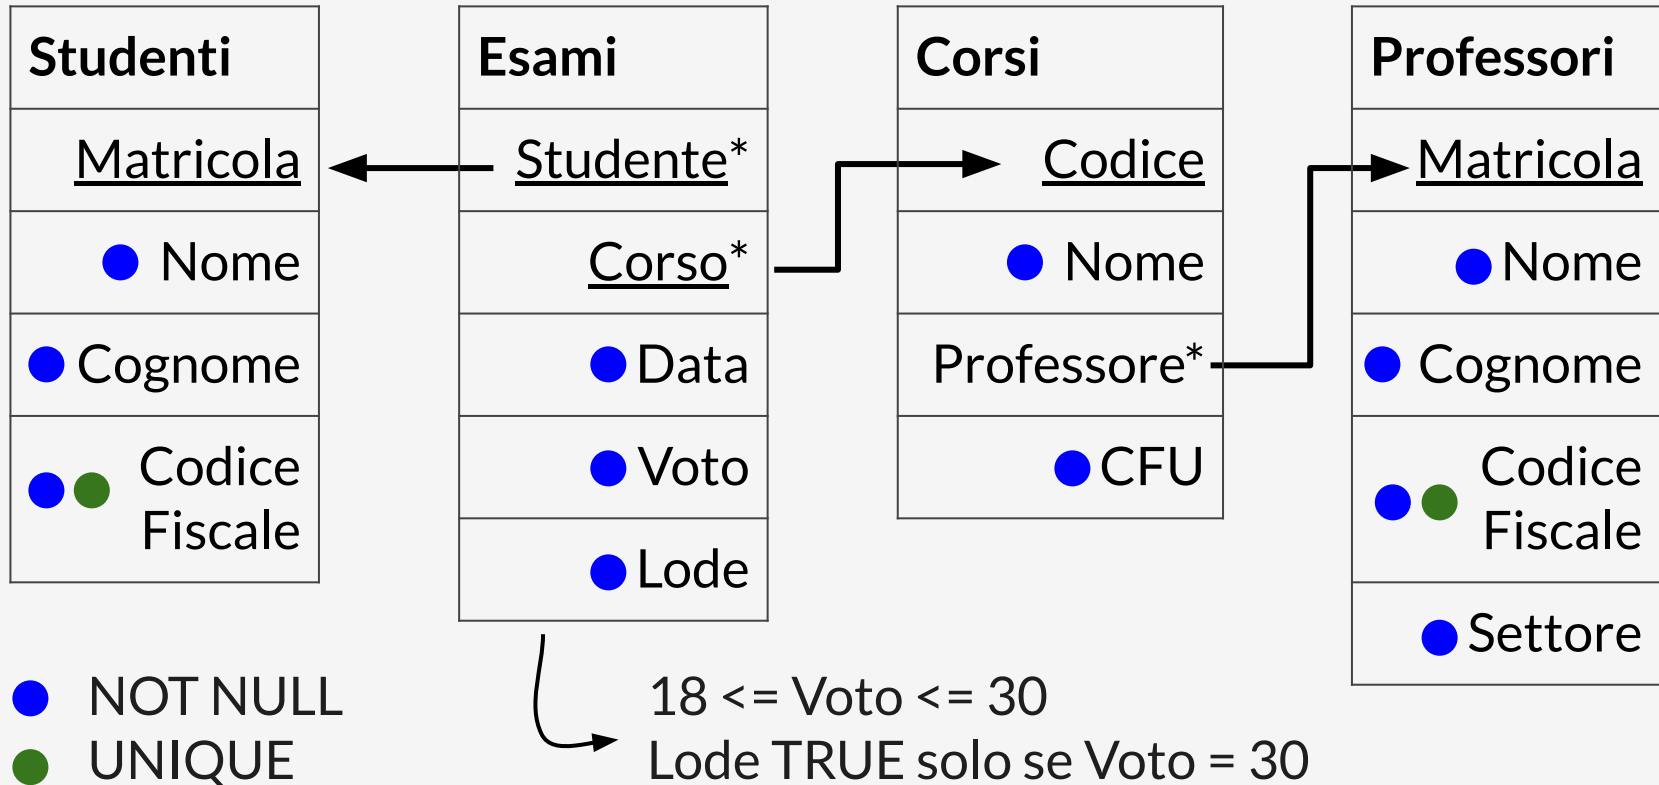 Studenti
Matricola
Nome
Cognome
Codice
Fiscale
Esami
Studente*
Corso*
Data
Voto
Lode
Corsi
Codice
Nome
Professore*
CFU
Professori
Matricola
Nome
Cognome
Codice
Fiscale
Settore
NOT NULL
UNIQUE
18 <= Voto <= 30
Lode TRUE solo se Voto = 30